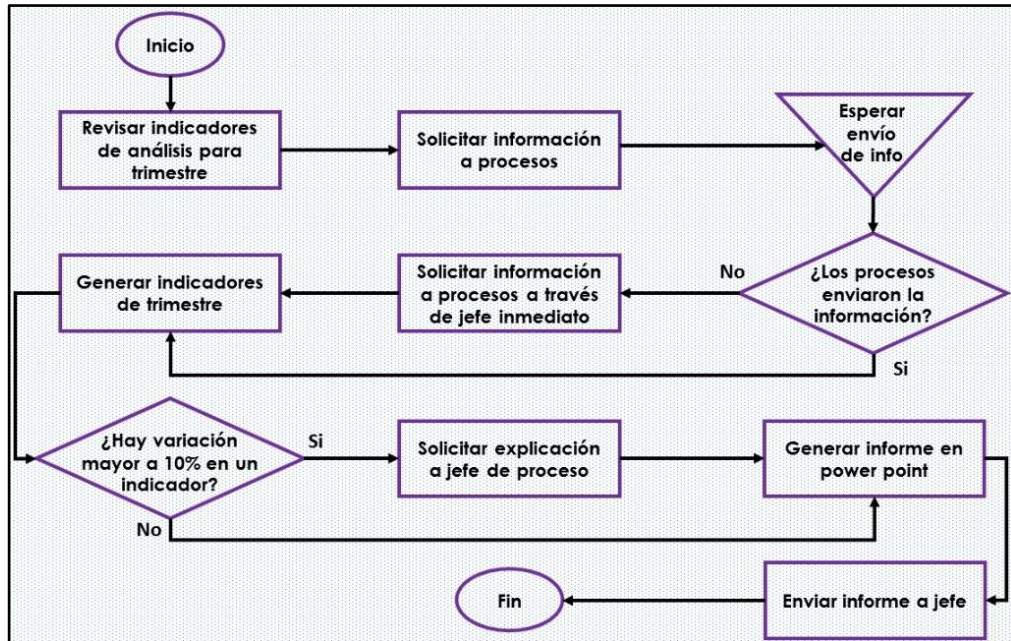 Inicio
Revisar indicadores
de análisis para
trimestre
Solicitar información
a procesos
Esperar
envío
de info
¿Los procesos
enviaron la
información?
No
Si
Solicitar información
a procesos a través
de jefe inmediato
Generar indicadores
de trimestre
¿Hay variación
mayor a 10% en un
indicador?
Si
No
Solicitar explicación
a jefe de proceso
Generar informe en
power point
Enviar informe a jefe
Fin